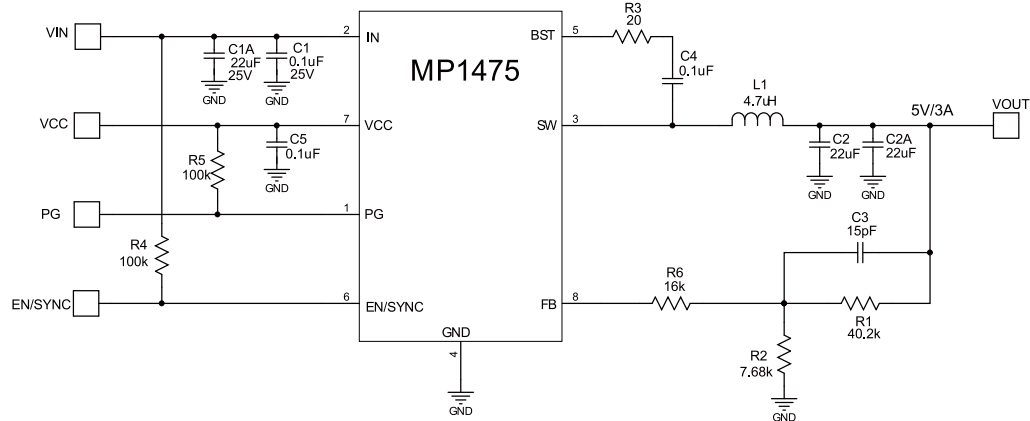 VIN
2
IN
C1A
22uF
25V
GND
C1
0.1uF
25V
GND
VCC
7
VCC
R5
100k
C5
0.1uF
GND
PG
1
PG
R4
100k
EN/SYNC
6
EN/SYNC
MP1475
GND
4
GND
BST
5
R3
20
C4
0.1uF
SW
3
L1
4.7uH
5V/3A
VOUT
C2
22uF
GND
C2A
22uF
GND
C3
15pF
FB
8
R6
16k
R1
40.2k
R2
7.68k
GND